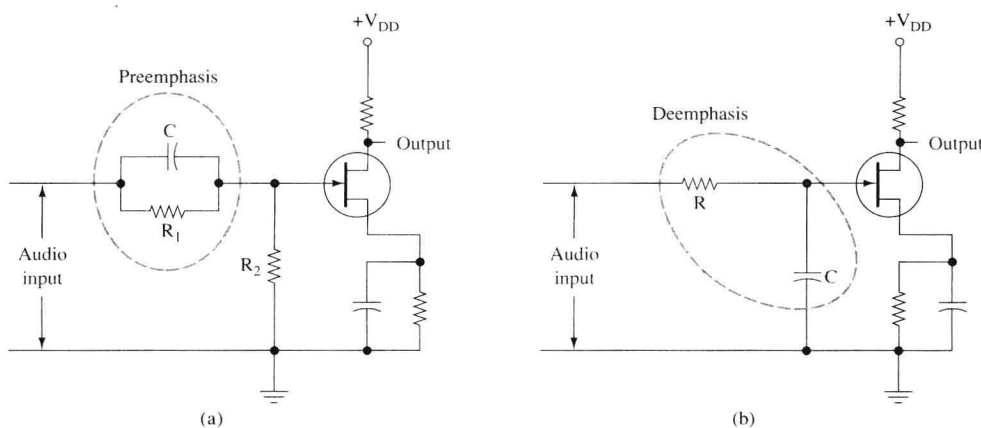 +V_DD
Preemphasis
C
Output
R_1
Audio
input
R_2
(a)
+V_DD
Deemphasis
Output
R
Audio
input
C
(b)